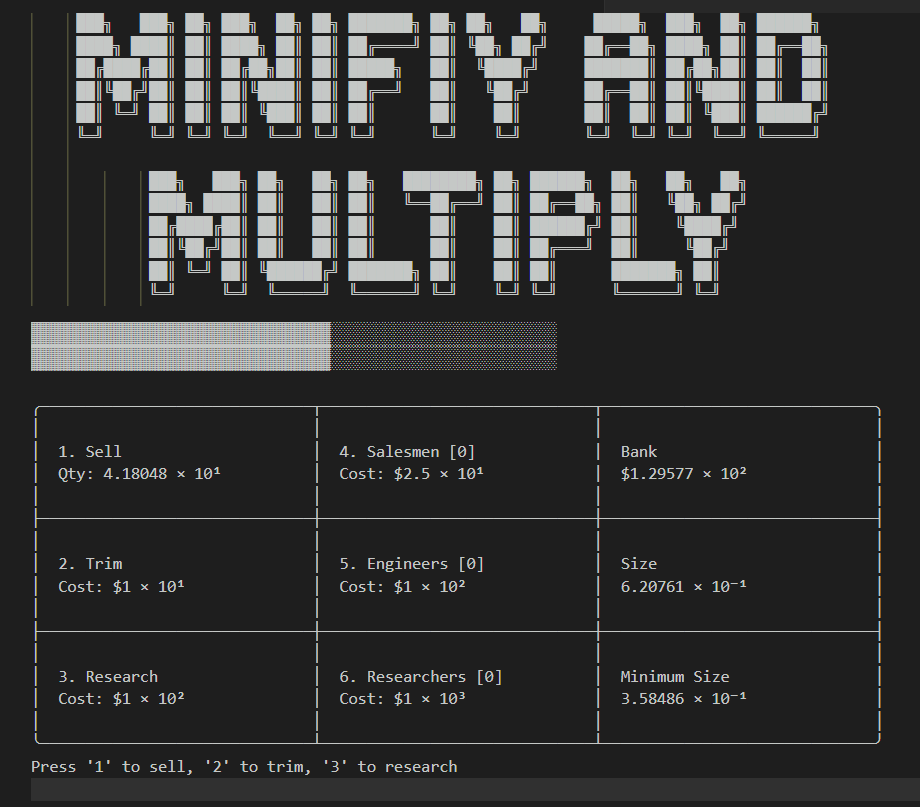 MINIFIY AND
MULTIPLY
1. Sell
Qty: 4.18048 × 10¹
4. Salesmen [0]
Cost: $2.5 × 10¹
Bank
$1.29577 × 10²
2. Trim
Cost: $1 × 10¹
5. Engineers [0]
Cost: $1 × 10²
Size
6.20761 × 10⁻¹
3. Research
Cost: $1 × 10²
6. Researchers [0]
Cost: $1 × 10³
Minimum Size
3.58486 × 10⁻¹
Press '1' to sell, '2' to trim, '3' to research